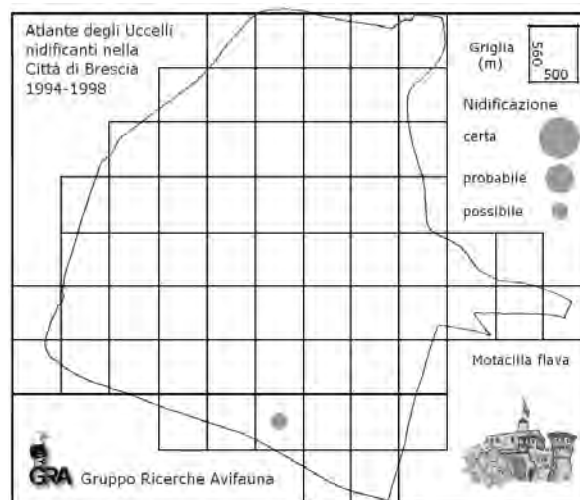 Atlante degli Uccelli
nidificanti nella
Città di Brescia
1994-1998
Griglia
(m)
560
500
Nidificazione
certa
probabile
possibile
Motacilla flava
GRA Gruppo Ricerche Avifauna